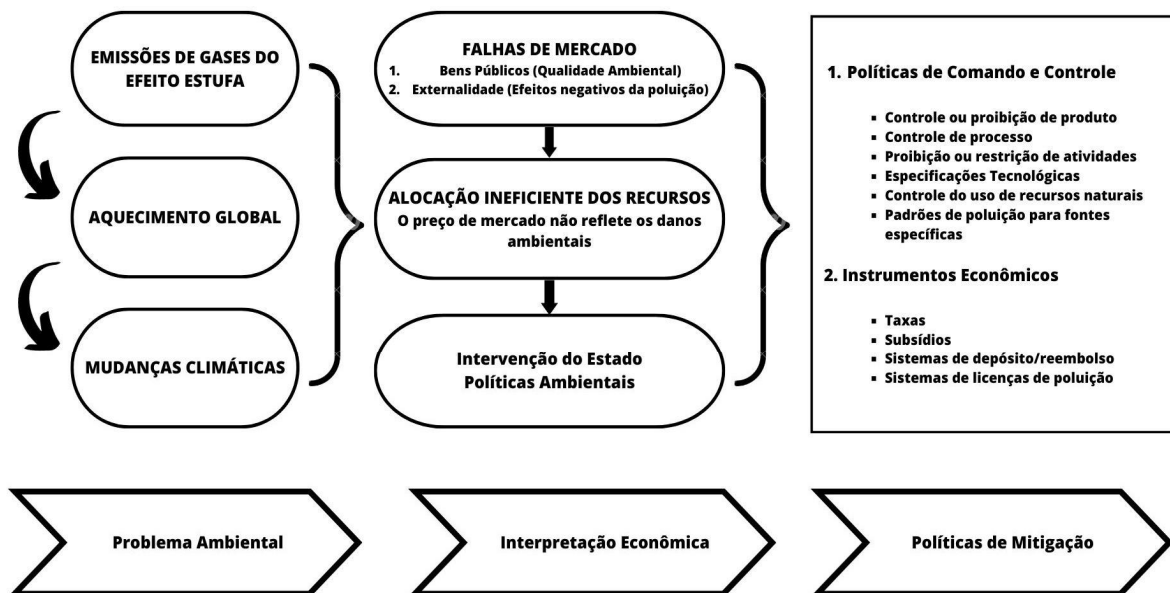 EMISSÕES DE GASES DO
EFEITO ESTUFA
AQUECIMENTO GLOBAL
MUDANÇAS CLIMÁTICAS
FALHAS DE MERCADO
1. Bens Públicos (Qualidade Ambiental)
2. Externalidade (Efeitos negativos da poluição)
ALOCAÇÃO INEFICIENTE DOS RECURSOS
O preço de mercado não reflete os danos
ambientais
Intervenção do Estado
Políticas Ambientais
1. Políticas de Comando e Controle
▪ Controle ou proibição de produto
▪ Controle de processo
▪ Proibição ou restrição de atividades
▪ Especificações Tecnológicas
▪ Controle do uso de recursos naturais
▪ Padrões de poluição para fontes
específicas
2. Instrumentos Econômicos
▪ Taxas
▪ Subsídios
▪ Sistemas de depósito/reembolso
▪ Sistemas de licenças de poluição
Problema Ambiental
Interpretação Econômica
Políticas de Mitigação